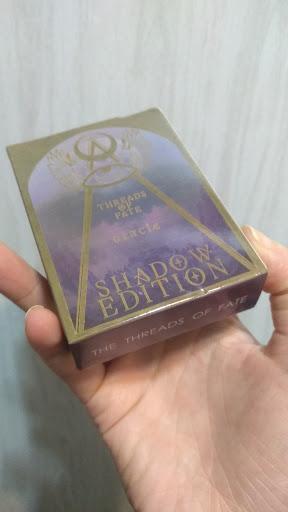 THREADS
OF
FATE
Oracle
SHADOW
EDITION
THE THREADS OF FATE